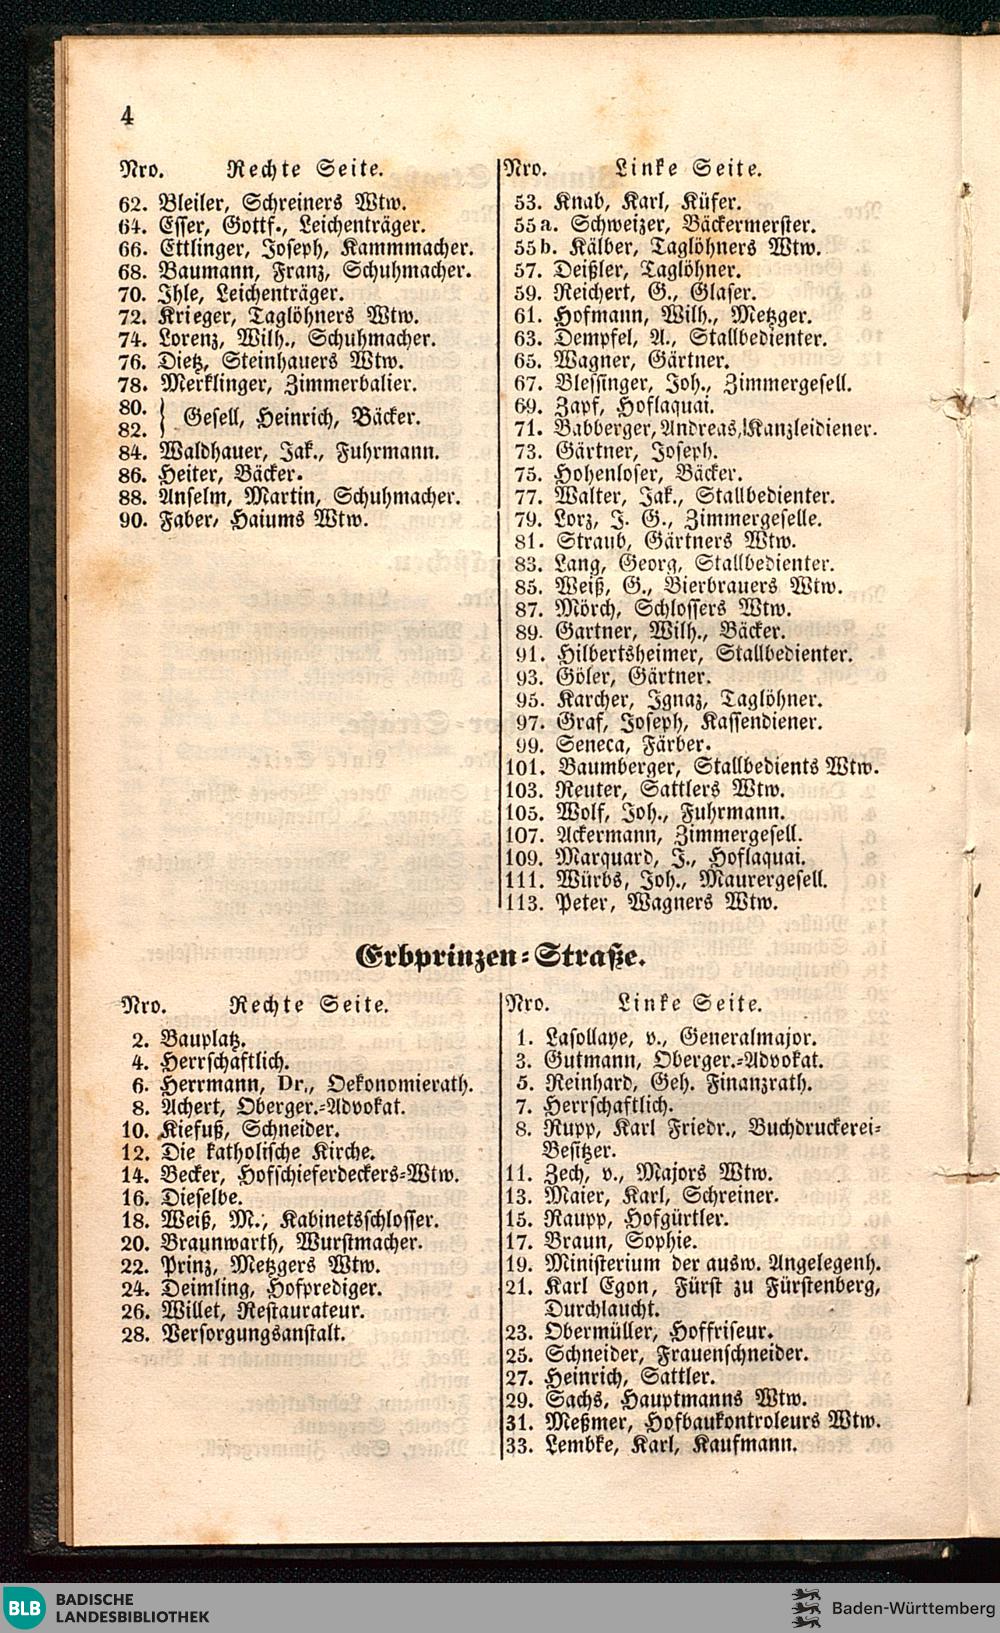 4
Nro. Rechte Seite.
62. Bleiler, Schreiners Wtw.
64. Esser, Gottf., Leichenträger.
66. Ettlinger, Joseph, Kammmacher.
68. Baumann, Franz, Schuhmacher.
70. Ihle, Leichenträger.
72. Krieger, Taglöhners Wtw.
74. Lorenz, Wilh., Schuhmacher.
76. Dietz, Steinhauers Wtw.
78. Merklinger, Zimmerbalier.
80.
82. } Gesell, Heinrich, Bäcker.
84. Waldhauer, Jak., Fuhrmann.
86. Heiter, Bäcker.
88. Anselm, Martin, Schuhmacher.
90. Faber, Haiums Wtw.
Nro. Linke Seite.
53. Knab, Karl, Küfer.
55a. Schweizer, Bäckermerster.
55b. Kälber, Taglöhners Wtw.
57. Deißler, Taglöhner.
59. Reichert, G., Glaser.
61. Hofmann, Wilh., Metzger.
63. Dempfel, A., Stallbedienter.
65. Wagner, Gärtner.
67. Blessinger, Joh., Zimmergesell.
69. Zapf, Hoflaquai.
71. Babberger, Andreas, Kanzleidiener.
73. Gärtner, Joseph.
75. Hohenloser, Bäcker.
77. Walter, Jak., Stallbedienter.
79. Lorz, J. G., Zimmergeselle.
81. Straub, Gärtners Wtw.
83. Lang, Georg, Stallbedienter.
85. Weiß, G., Bierbrauers Wtw.
87. Mörch, Schlossers Wtw.
89. Gartner, Wilh., Bäcker.
91. Hilbertsheimer, Stallbedienter.
93. Göler, Gärtner.
95. Karcher, Ignaz, Taglöhner.
97. Graf, Joseph, Kassendiener.
99. Seneca, Färber.
101. Baumberger, Stallbedients Wtw.
103. Reuter, Sattlers Wtw.
105. Wolf, Joh., Fuhrmann.
107. Ackermann, Zimmergesell.
109. Marquard, J., Hoflaquai.
111. Würbs, Joh., Maurergesell.
113. Peter, Wagners Wtw.
Erbprinzen-Straße.
Nro. Rechte Seite.
2. Bauplatz.
4. Herrschaftlich.
6. Herrmann, Dr., Oekonomierath.
8. Achert, Oberger.-Advokat.
10. Kiefuß, Schneider.
12. Die katholische Kirche.
14. Becker, Hofschieferdeckers-Wtw.
16. Dieselbe.
18. Weiß, M., Kabinetsschlosser.
20. Braunwarth, Wurstmacher.
22. Prinz, Metzgers Wtw.
24. Deimling, Hofprediger.
26. Willet, Restaurateur.
28. Versorgungsanstalt.
Nro. Linke Seite.
1. Lasollaye, v., Generalmajor.
3. Gutmann, Oberger.-Advokat.
5. Reinhard, Geh. Finanzrath.
7. Herrschaftlich.
8. Rupp, Karl Friedr., Buchdruckerei-
Besitzer.
11. Zech, v., Majors Wtw.
13. Maier, Karl, Schreiner.
15. Raupp, Hofgürtler.
17. Braun, Sophie.
19. Ministerium der ausw. Angelegenh.
21. Karl Egon, Fürst zu Fürstenberg,
Durchlaucht.
23. Obermüller, Hoffriseur.
25. Schneider, Frauenschneider.
27. Heinrich, Sattler.
29. Sachs, Hauptmanns Wtw.
31. Meßmer, Hofbaukontroleurs Wtw.
33. Lembke, Karl, Kaufmann.
BLB BADISCHE
LANDESBIBLIOTHEK
Baden-Württemberg